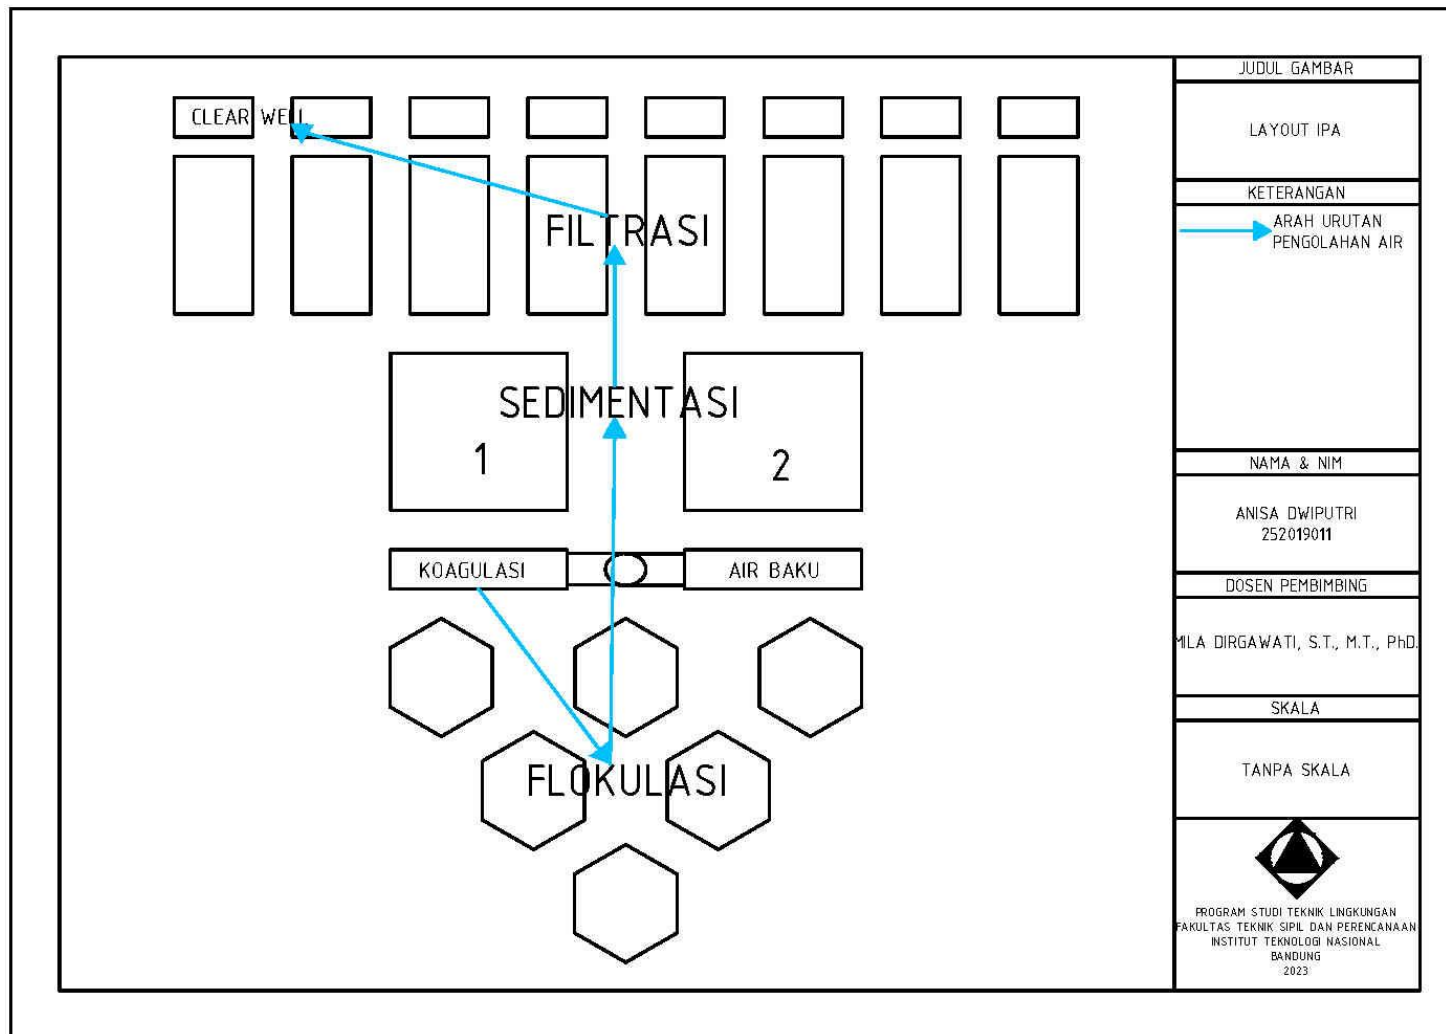 CLEAR WELL
FILTRASI
SEDIMENTASI
1
2
KOAGULASI
AIR BAKU
FLOKULASI
JUDUL GAMBAR
LAYOUT IPA
KETERANGAN
ARAH URUTAN
PENGOLAHAN AIR
NAMA & NIM
ANISA DWIPUTRI
252019011
DOSEN PEMBIMBING
MILA DIRGAWATI, S.T., M.T., PhD.
SKALA
TANPA SKALA
PROGRAM STUDI TEKNIK LINGKUNGAN
FAKULTAS TEKNIK SIPIL DAN PERENCANAAN
INSTITUT TEKNOLOGI NASIONAL
BANDUNG
2023